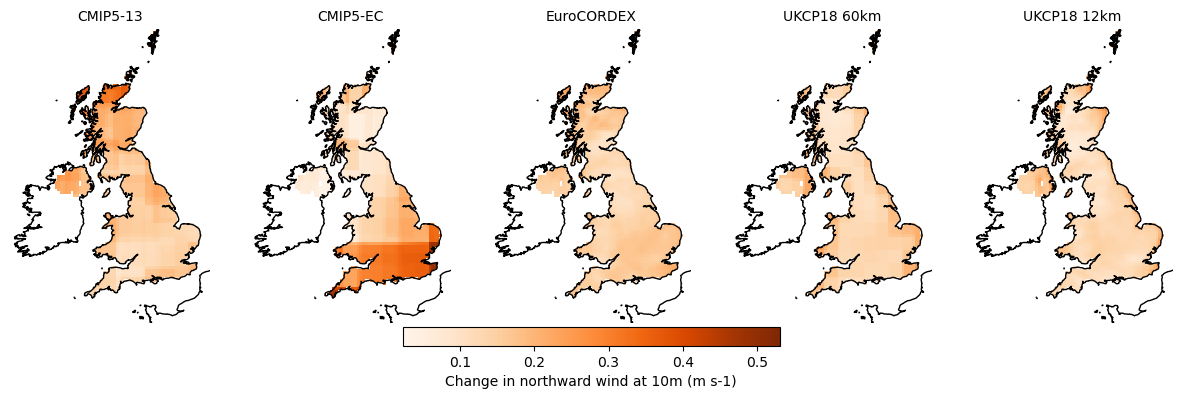 CMIP5-13
CMIP5-EC
EuroCORDEX
UKCP18 60km
UKCP18 12km
0.1
0.2
0.3
0.4
0.5
Change in northward wind at 10m (m s-1)